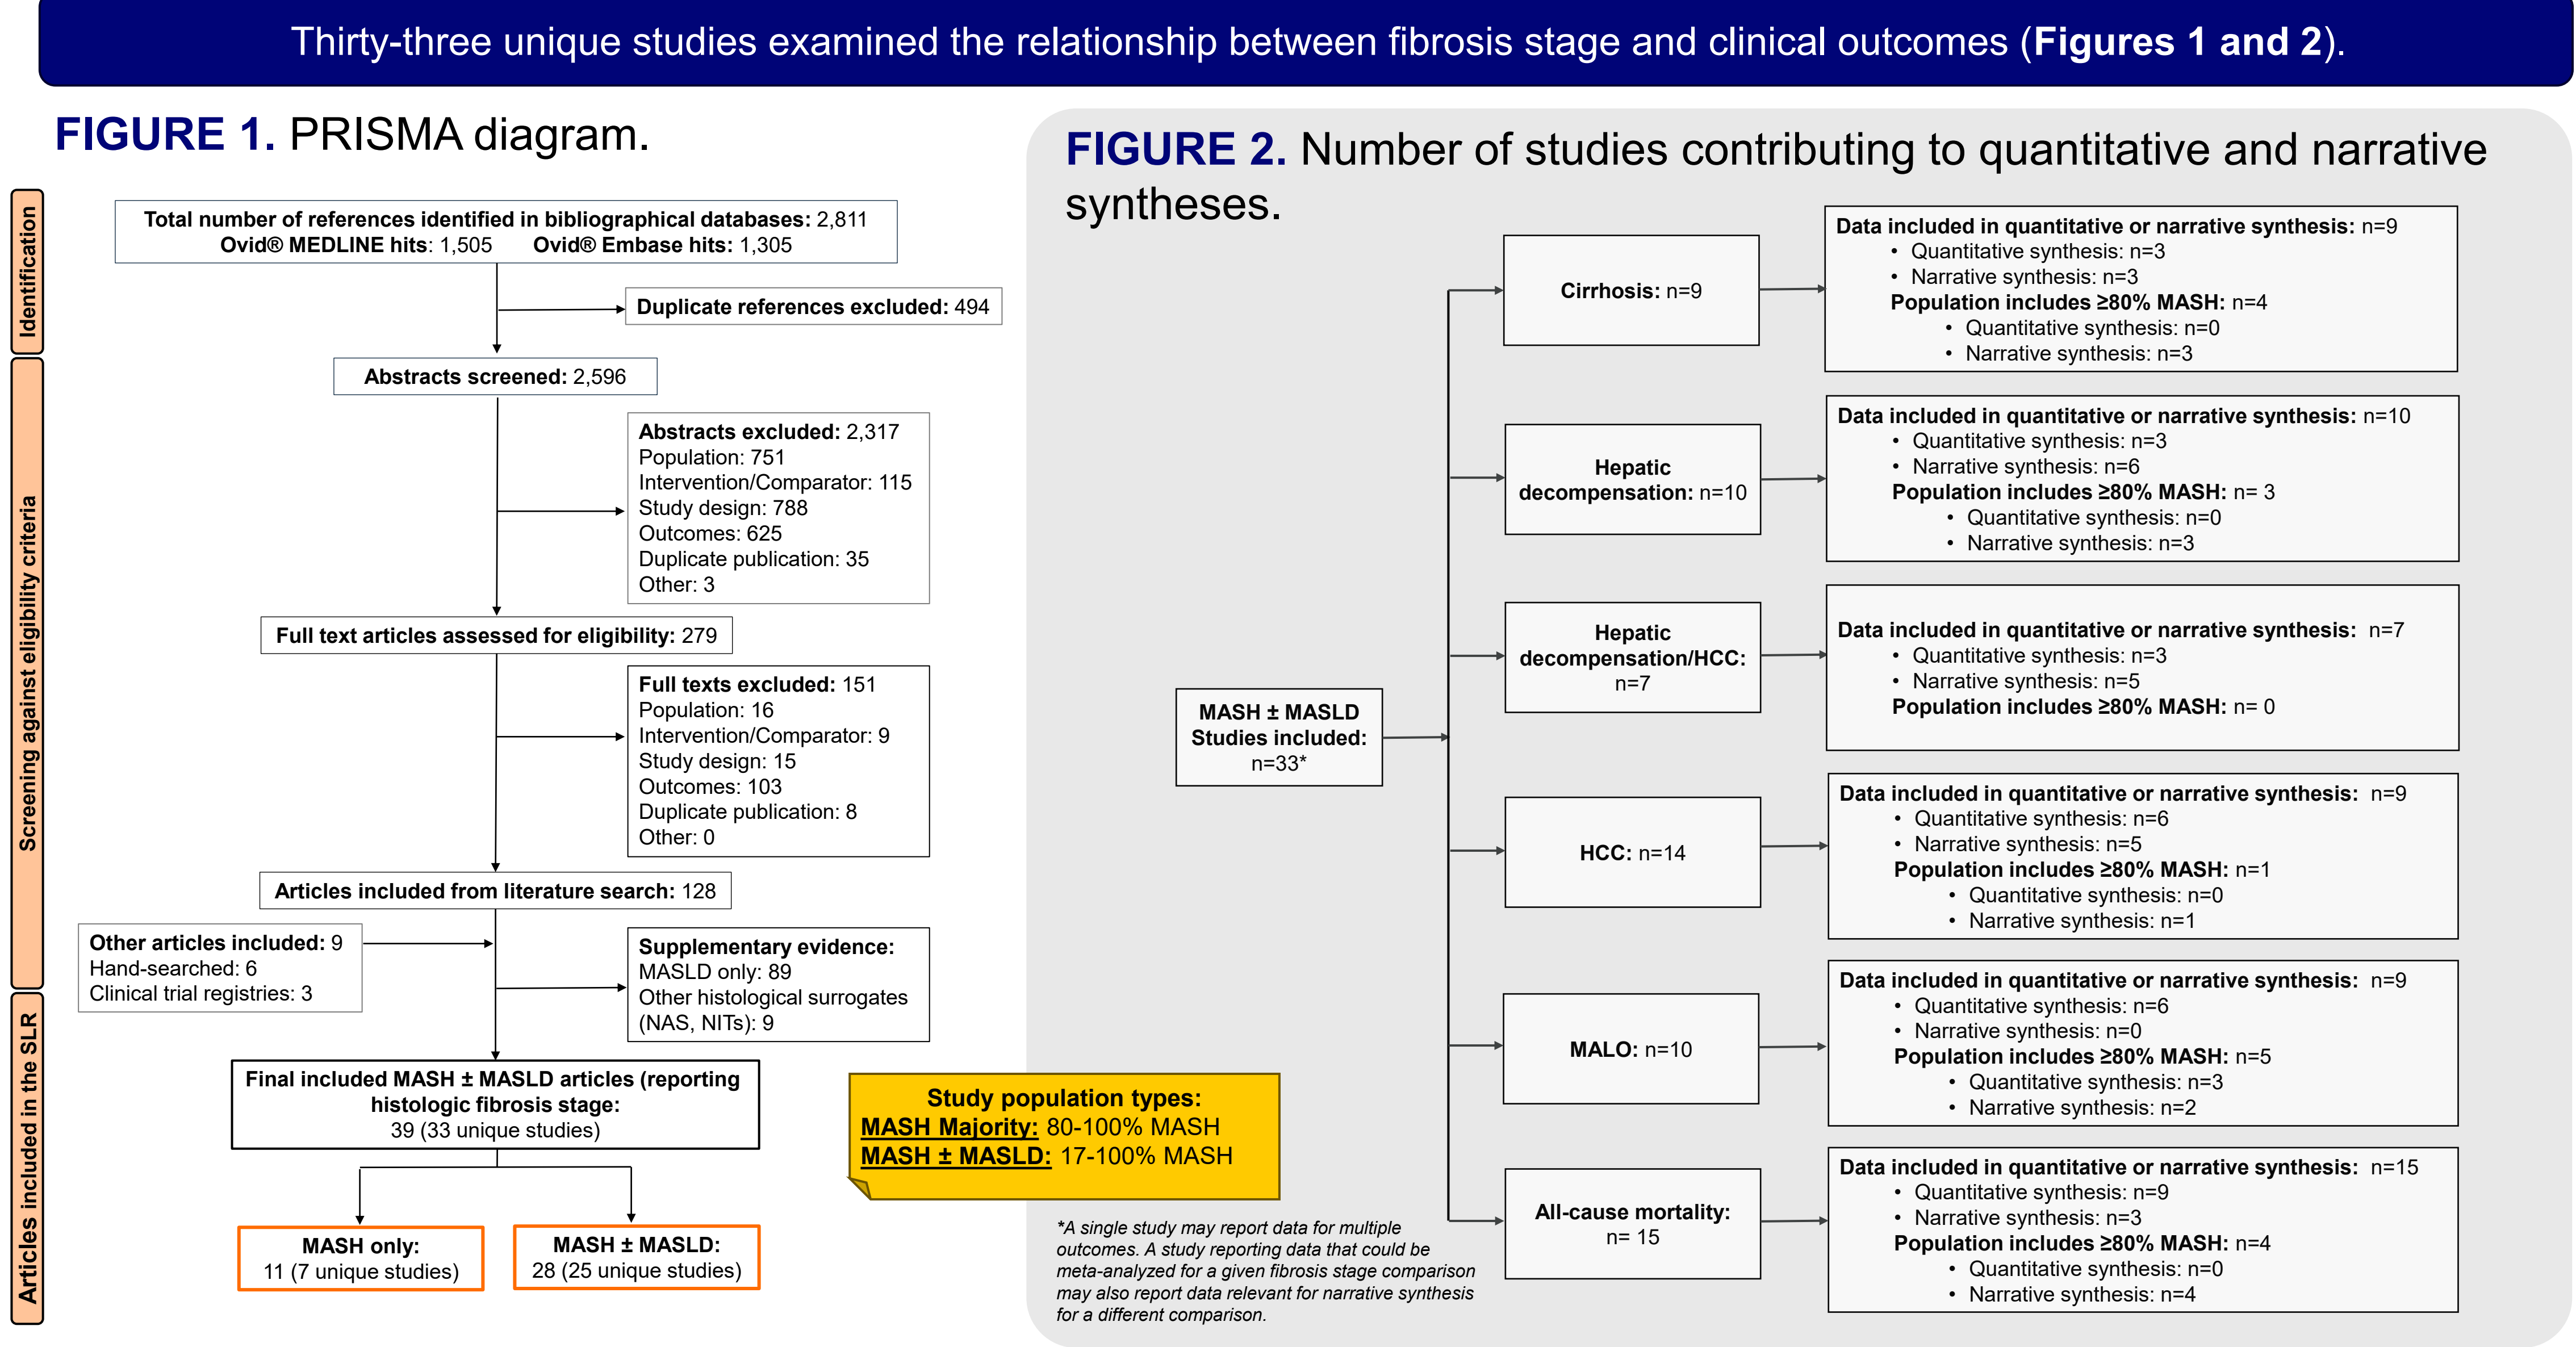 Thirty-three unique studies examined the relationship between fibrosis stage and clinical outcomes (Figures 1 and 2).
FIGURE 1. PRISMA diagram.
Identification
Screening against eligibility criteria
Articles included in the SLR
Total number of references identified in bibliographical databases: 2,811
Ovid® MEDLINE hits: 1,505 Ovid® Embase hits: 1,305
Duplicate references excluded: 494
Abstracts screened: 2,596
Abstracts excluded: 2,317
Population: 751
Intervention/Comparator: 115
Study design: 788
Outcomes: 625
Duplicate publication: 35
Other: 3
Full text articles assessed for eligibility: 279
Full texts excluded: 151
Population: 16
Intervention/Comparator: 9
Study design: 15
Outcomes: 103
Duplicate publication: 8
Other: 0
Articles included from literature search: 128
Other articles included: 9
Hand-searched: 6
Clinical trial registries: 3
Supplementary evidence:
MASLD only: 89
Other histological surrogates
(NAS, NITs): 9
Final included MASH ± MASLD articles (reporting
histologic fibrosis stage:
39 (33 unique studies)
MASH only:
11 (7 unique studies)
MASH ± MASLD:
28 (25 unique studies)
Study population types:
MASH Majority: 80-100% MASH
MASH ± MASLD: 17-100% MASH
FIGURE 2. Number of studies contributing to quantitative and narrative
syntheses.
MASH ± MASLD
Studies included:
n=33*
Cirrhosis: n=9
Data included in quantitative or narrative synthesis: n=9
• Quantitative synthesis: n=3
• Narrative synthesis: n=3
Population includes ≥80% MASH: n=4
• Quantitative synthesis: n=0
• Narrative synthesis: n=3
Hepatic
decompensation: n=10
Data included in quantitative or narrative synthesis: n=10
• Quantitative synthesis: n=3
• Narrative synthesis: n=6
Population includes ≥80% MASH: n= 3
• Quantitative synthesis: n=0
• Narrative synthesis: n=3
Hepatic
decompensation/HCC:
n=7
Data included in quantitative or narrative synthesis: n=7
• Quantitative synthesis: n=3
• Narrative synthesis: n=5
Population includes ≥80% MASH: n= 0
HCC: n=14
Data included in quantitative or narrative synthesis: n=9
• Quantitative synthesis: n=6
• Narrative synthesis: n=5
Population includes ≥80% MASH: n=1
• Quantitative synthesis: n=0
• Narrative synthesis: n=1
MALO: n=10
Data included in quantitative or narrative synthesis: n=9
• Quantitative synthesis: n=6
• Narrative synthesis: n=0
Population includes ≥80% MASH: n=5
• Quantitative synthesis: n=3
• Narrative synthesis: n=2
All-cause mortality:
n= 15
Data included in quantitative or narrative synthesis: n=15
• Quantitative synthesis: n=9
• Narrative synthesis: n=3
Population includes ≥80% MASH: n=4
• Quantitative synthesis: n=0
• Narrative synthesis: n=4
*A single study may report data for multiple
outcomes. A study reporting data that could be
meta-analyzed for a given fibrosis stage comparison
may also report data relevant for narrative synthesis
for a different comparison.